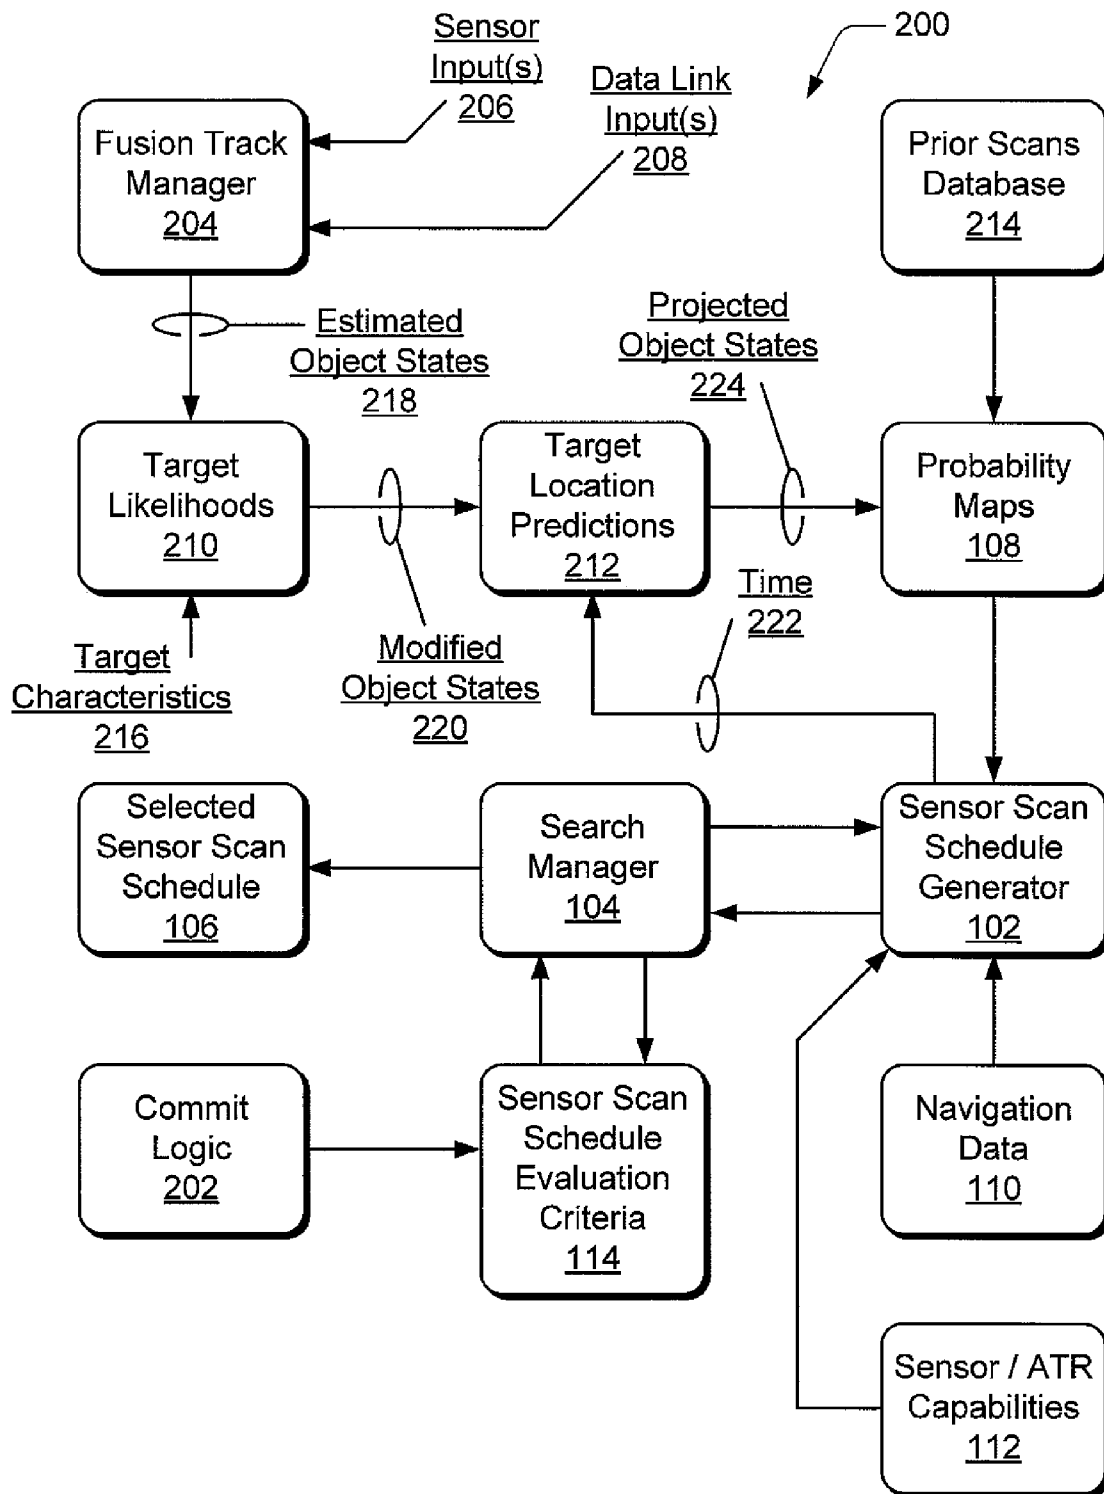 200
Sensor
Input(s)
206
Data Link
Input(s)
208
Fusion Track
Manager
204
Prior Scans
Database
214
Estimated
Object States
218
Projected
Object States
224
Target
Likelihoods
210
Target
Location
Predictions
212
Probability
Maps
108
Target
Characteristics
216
Modified
Object States
220
Time
222
Selected
Sensor Scan
Schedule
106
Search
Manager
104
Sensor Scan
Schedule
Generator
102
Commit
Logic
202
Sensor Scan
Schedule
Evaluation
Criteria
114
Navigation
Data
110
Sensor / ATR
Capabilities
112